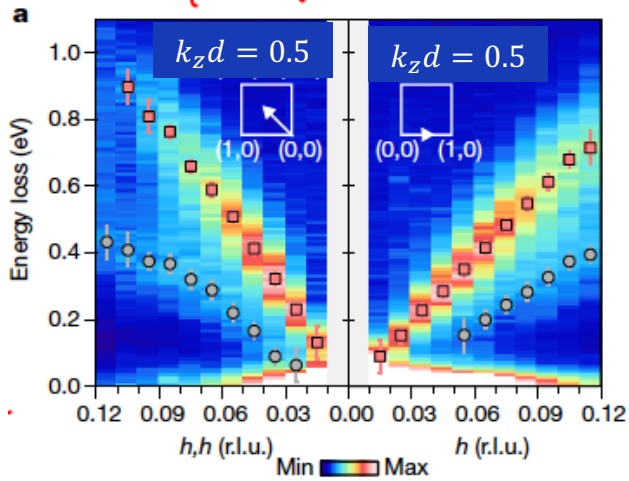 a
k_z d = 0.5
k_z d = 0.5
(1,0)
(0,0)
(0,0)
(1,0)
Energy loss (eV)
1.0
0.8
0.6
0.4
0.2
0.0
0.12
0.09
0.06
0.03
0.00
0.03
0.06
0.09
0.12
h,h (r.l.u.)
h (r.l.u.)
Min
Max